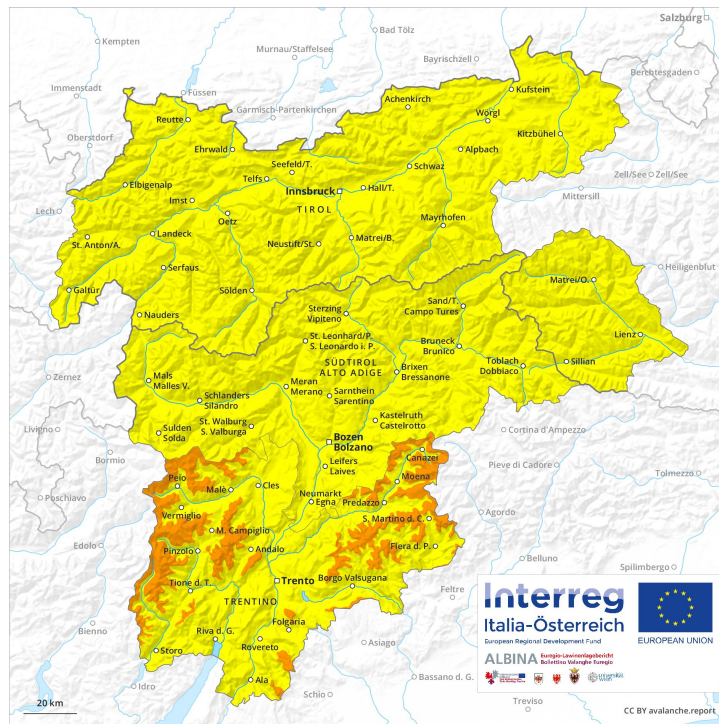 Salzburg
Kempten
Bad Tölz
Murnau/Staffelsee
Bayrischzell
Berchtesgaden
Immenstadt
Füssen
Kufstein
Achenkirch
Garmisch-Partenkirchen
Wörgl
Reutte
Kitzbühel
Oberstdorf
Ehrwald
Alpbach
Seefeld/T.
Schwaz
Telfs
Zell/See
Zell/See
Elbigenalp
Innsbruck
Hall/T.
Mittersill
Imst
TIROL
Lech
Oetz
Mayrhofen
Landeck
Matrei/B.
St. Anton/A.
Neustift/St.
Serfaus
Heiligenblut
Matrei/O.
Galtür
Sölden
Sand/T.
Campo Tures
Nauders
Sterzing
Vipiteno
Lienz
St. Leonhard/P.
S. Leonardo i. P.
Bruneck
Brunico
Toblach
Dobbiaco
Sillian
SÜDTIROL
ALTO ADIGE
Brixen
Bressanone
Zernez
Mals
Malles V.
Meran
Merano
Sarnthein
Sarentino
Schlanders
Silandro
Kastelruth
Castelrotto
Livigno
Sulden
Solda
St. Walburg
S. Valburga
Cortina d'Ampezzo
Bozen
Bolzano
Bormio
Canazei
Leifers
Laives
Pieve di Cadore
Tolmezzo
Moena
Peio
Malè
Cles
Neumarkt
Egna
Predazzo
Poschiavo
Agordo
Vermiglio
S. Martino d. C.
M. Campiglio
Edolo
Pinzolo
Andalo
Fiera d. P.
Belluno
Spilimbergo
Tione d. T.
Trento
Borgo Valsugana
Feltre
TRENTINO
Bienno
Riva d. G.
Folgaria
Rovereto
Asiago
Storo
Idro
Ala
Schio
Bassano d. G.
Treviso
20 km
Interreg
Italia-Österreich
European Regional Development Fund
EUROPEAN UNION
ALBINA
Euregio-Lawinenlagebericht
Bollettino Valanghe Euregio
universität
wien
CC BY avalanche.report